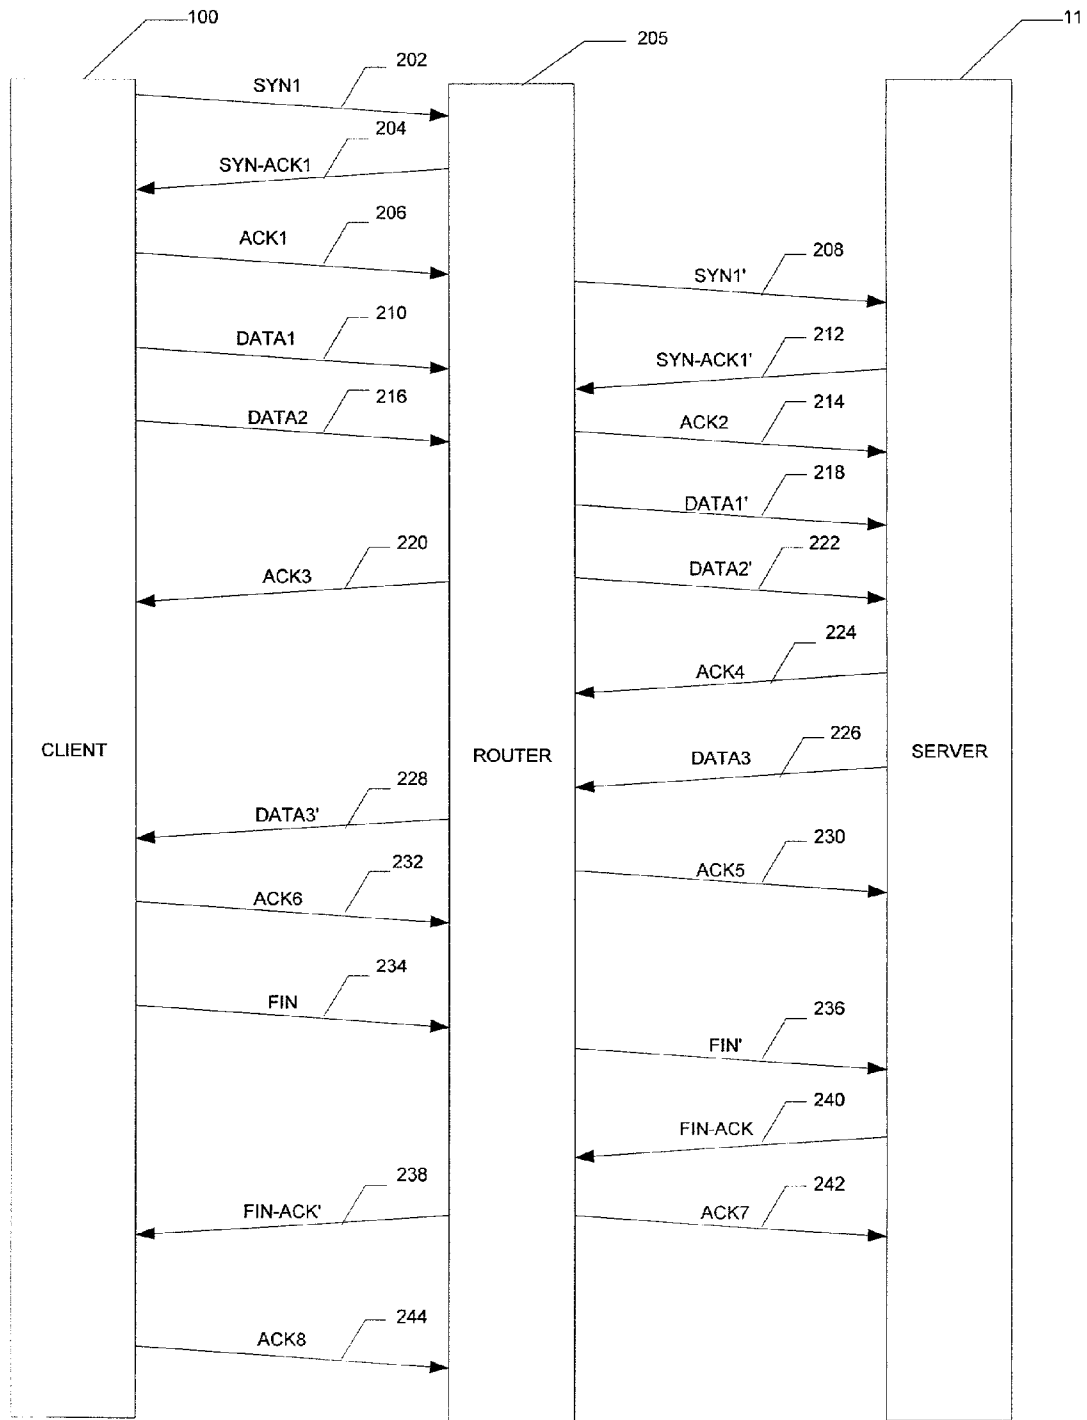 100
205
11
202
SYN1
204
SYN-ACK1
206
ACK1
208
SYN1'
210
DATA1
212
SYN-ACK1'
216
DATA2
214
ACK2
218
DATA1'
220
ACK3
222
DATA2'
224
ACK4
CLIENT
ROUTER
SERVER
226
DATA3
228
DATA3'
230
ACK5
232
ACK6
234
FIN
236
FIN'
240
FIN-ACK
238
FIN-ACK'
242
ACK7
244
ACK8